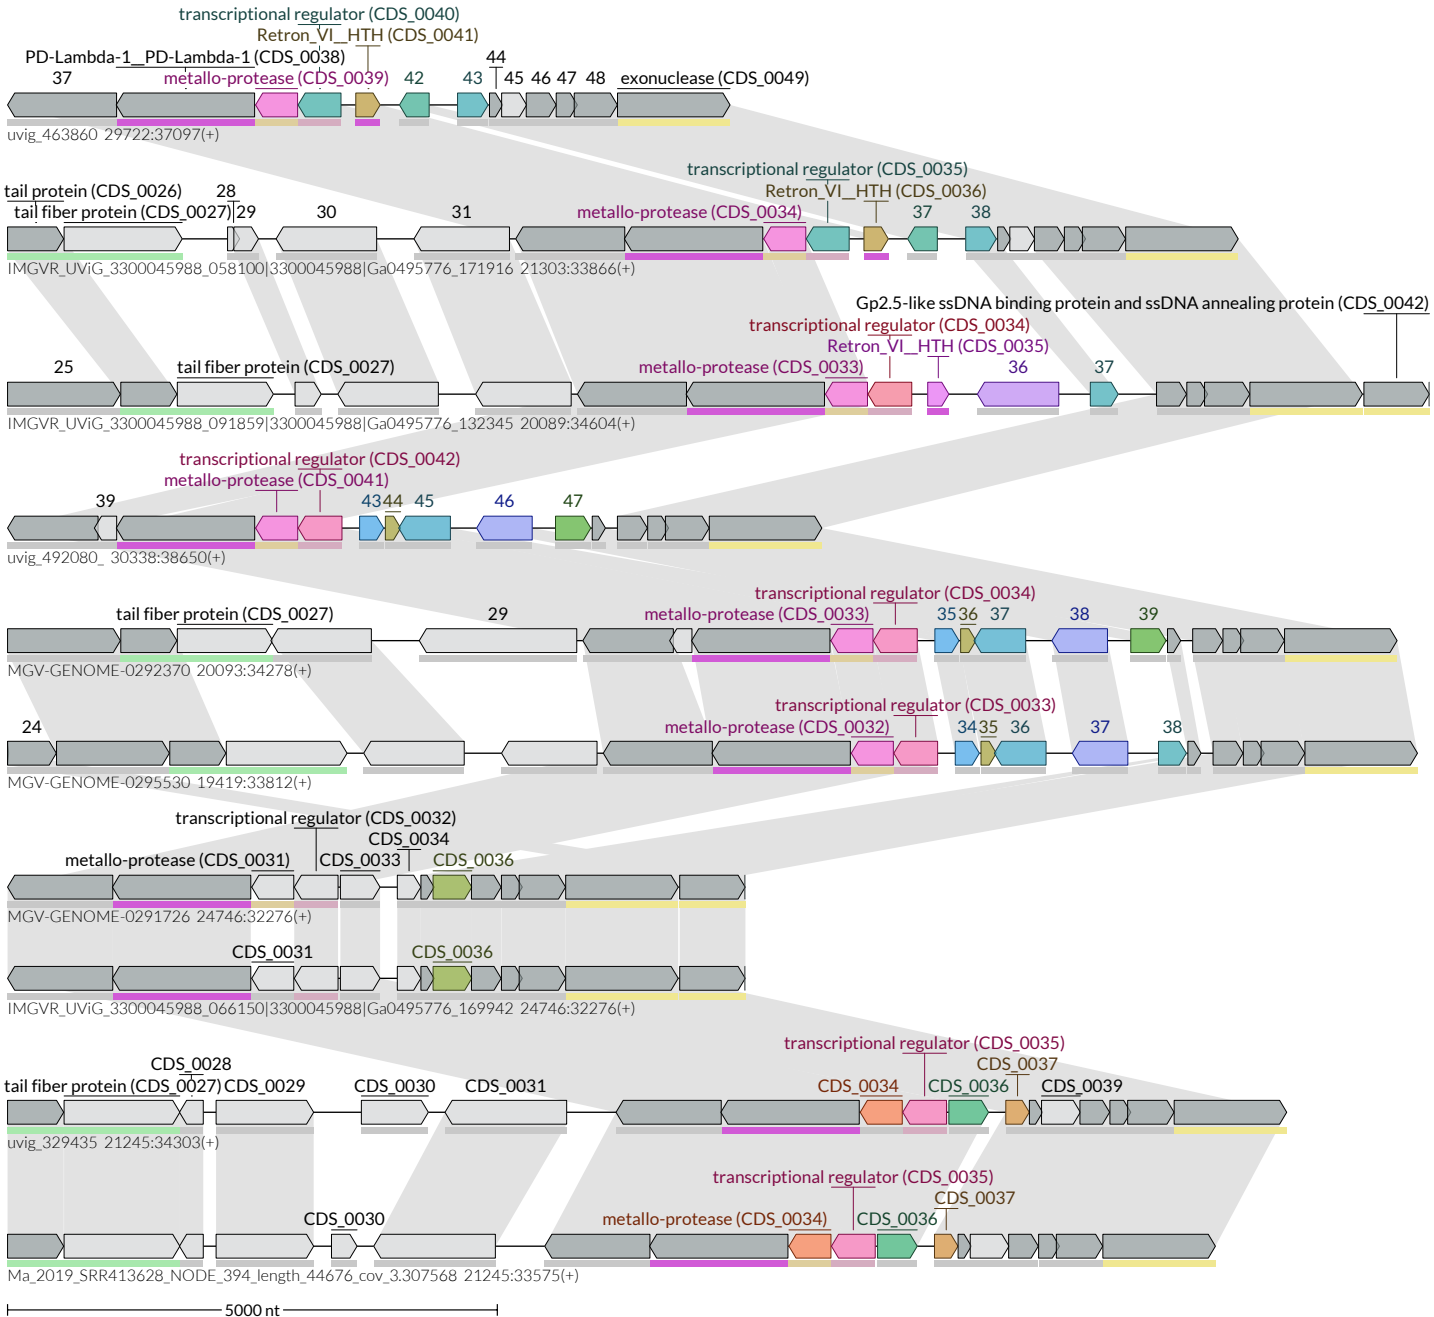 transcriptional regulator (CDS_0040)
Retron_VI__HTH (CDS_0041)
PD-Lambda-1__PD-Lambda-1 (CDS_0038) 44
37 metallo-protease (CDS_0039) 42 43 45 46 47 48 exonuclease (CDS_0049)
uvig_463860 29722:37097(+)
transcriptional regulator (CDS_0035)
tail protein (CDS_0026) 28 Retron_VI__HTH (CDS_0036)
tail fiber protein (CDS_0027) 29 30 31 metallo-protease (CDS_0034) 37 38
IMGVR_UViG_3300045988_058100|3300045988|Ga0495776_171916 21303:33866(+)
Gp2.5-like ssDNA binding protein and ssDNA annealing protein (CDS_0042)
transcriptional regulator (CDS_0034)
Retron_VI__HTH (CDS_0035)
25 tail fiber protein (CDS_0027) metallo-protease (CDS_0033) 36 37
IMGVR_UViG_3300045988_091859|3300045988|Ga0495776_132345 20089:34604(+)
transcriptional regulator (CDS_0042)
metallo-protease (CDS_0041)
39 43 44 45 46 47
uvig_492080_ 30338:38650(+)
transcriptional regulator (CDS_0034)
tail fiber protein (CDS_0027) 29 metallo-protease (CDS_0033) 35 36 37 38 39
MGV-GENOME-0292370 20093:34278(+)
transcriptional regulator (CDS_0033)
24 metallo-protease (CDS_0032) 34 35 36 37 38
MGV-GENOME-0295530 19419:33812(+)
transcriptional regulator (CDS_0032)
CDS_0034
metallo-protease (CDS_0031) CDS_0033 CDS_0036
MGV-GENOME-0291726 24746:32276(+)
CDS_0031 CDS_0036
IMGVR_UViG_3300045988_066150|3300045988|Ga0495776_169942 24746:32276(+)
transcriptional regulator (CDS_0035)
CDS_0028 CDS_0037
tail fiber protein (CDS_0027) CDS_0029 CDS_0030 CDS_0031 CDS_0034 CDS_0036 CDS_0039
uvig_329435 21245:34303(+)
transcriptional regulator (CDS_0035)
CDS_0037
CDS_0030 metallo-protease (CDS_0034) CDS_0036
Ma_2019_SRR413628_NODE_394_length_44676_cov_3.307568 21245:33575(+)
5000 nt